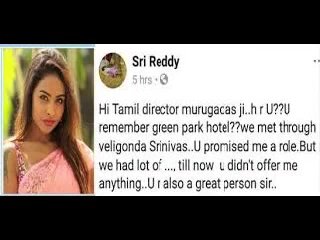 Sri Reddy
5 hrs ·
Hi Tamil director murugacas ji..h r U??U
remember green park hotel??we met through
veligonda Srinivas..U promised me a role.But
we had lot of ..., till now u didn't offer me
anything..U r also a great person sir..